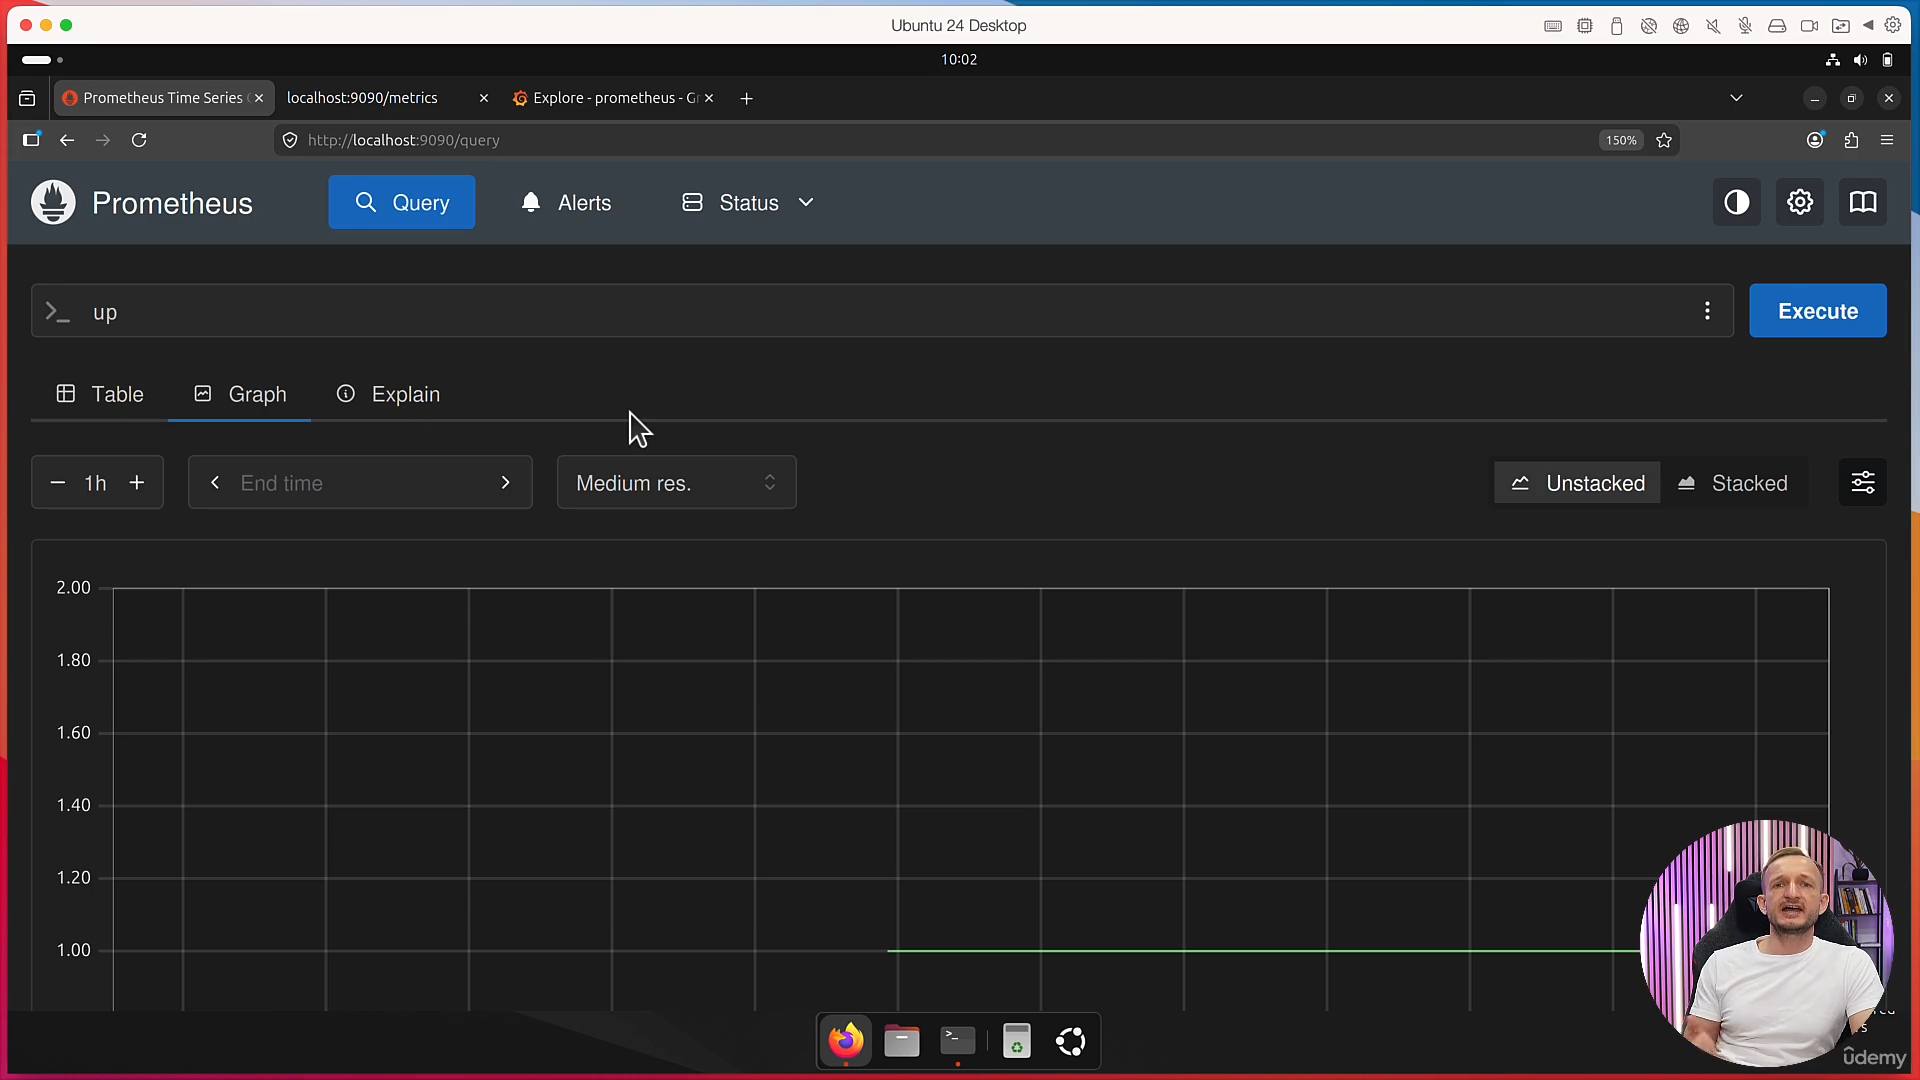 Ubuntu 24 Desktop
10:02
Prometheus Time Series
localhost:9090/metrics
Explore - prometheus - Gr
http://localhost:9090/query
150%
Prometheus
Query
Alerts
Status
>_ up
Execute
Table
Graph
Explain
1h
End time
Medium res.
Unstacked
Stacked
2.00
1.80
1.60
1.40
1.20
1.00
udemy